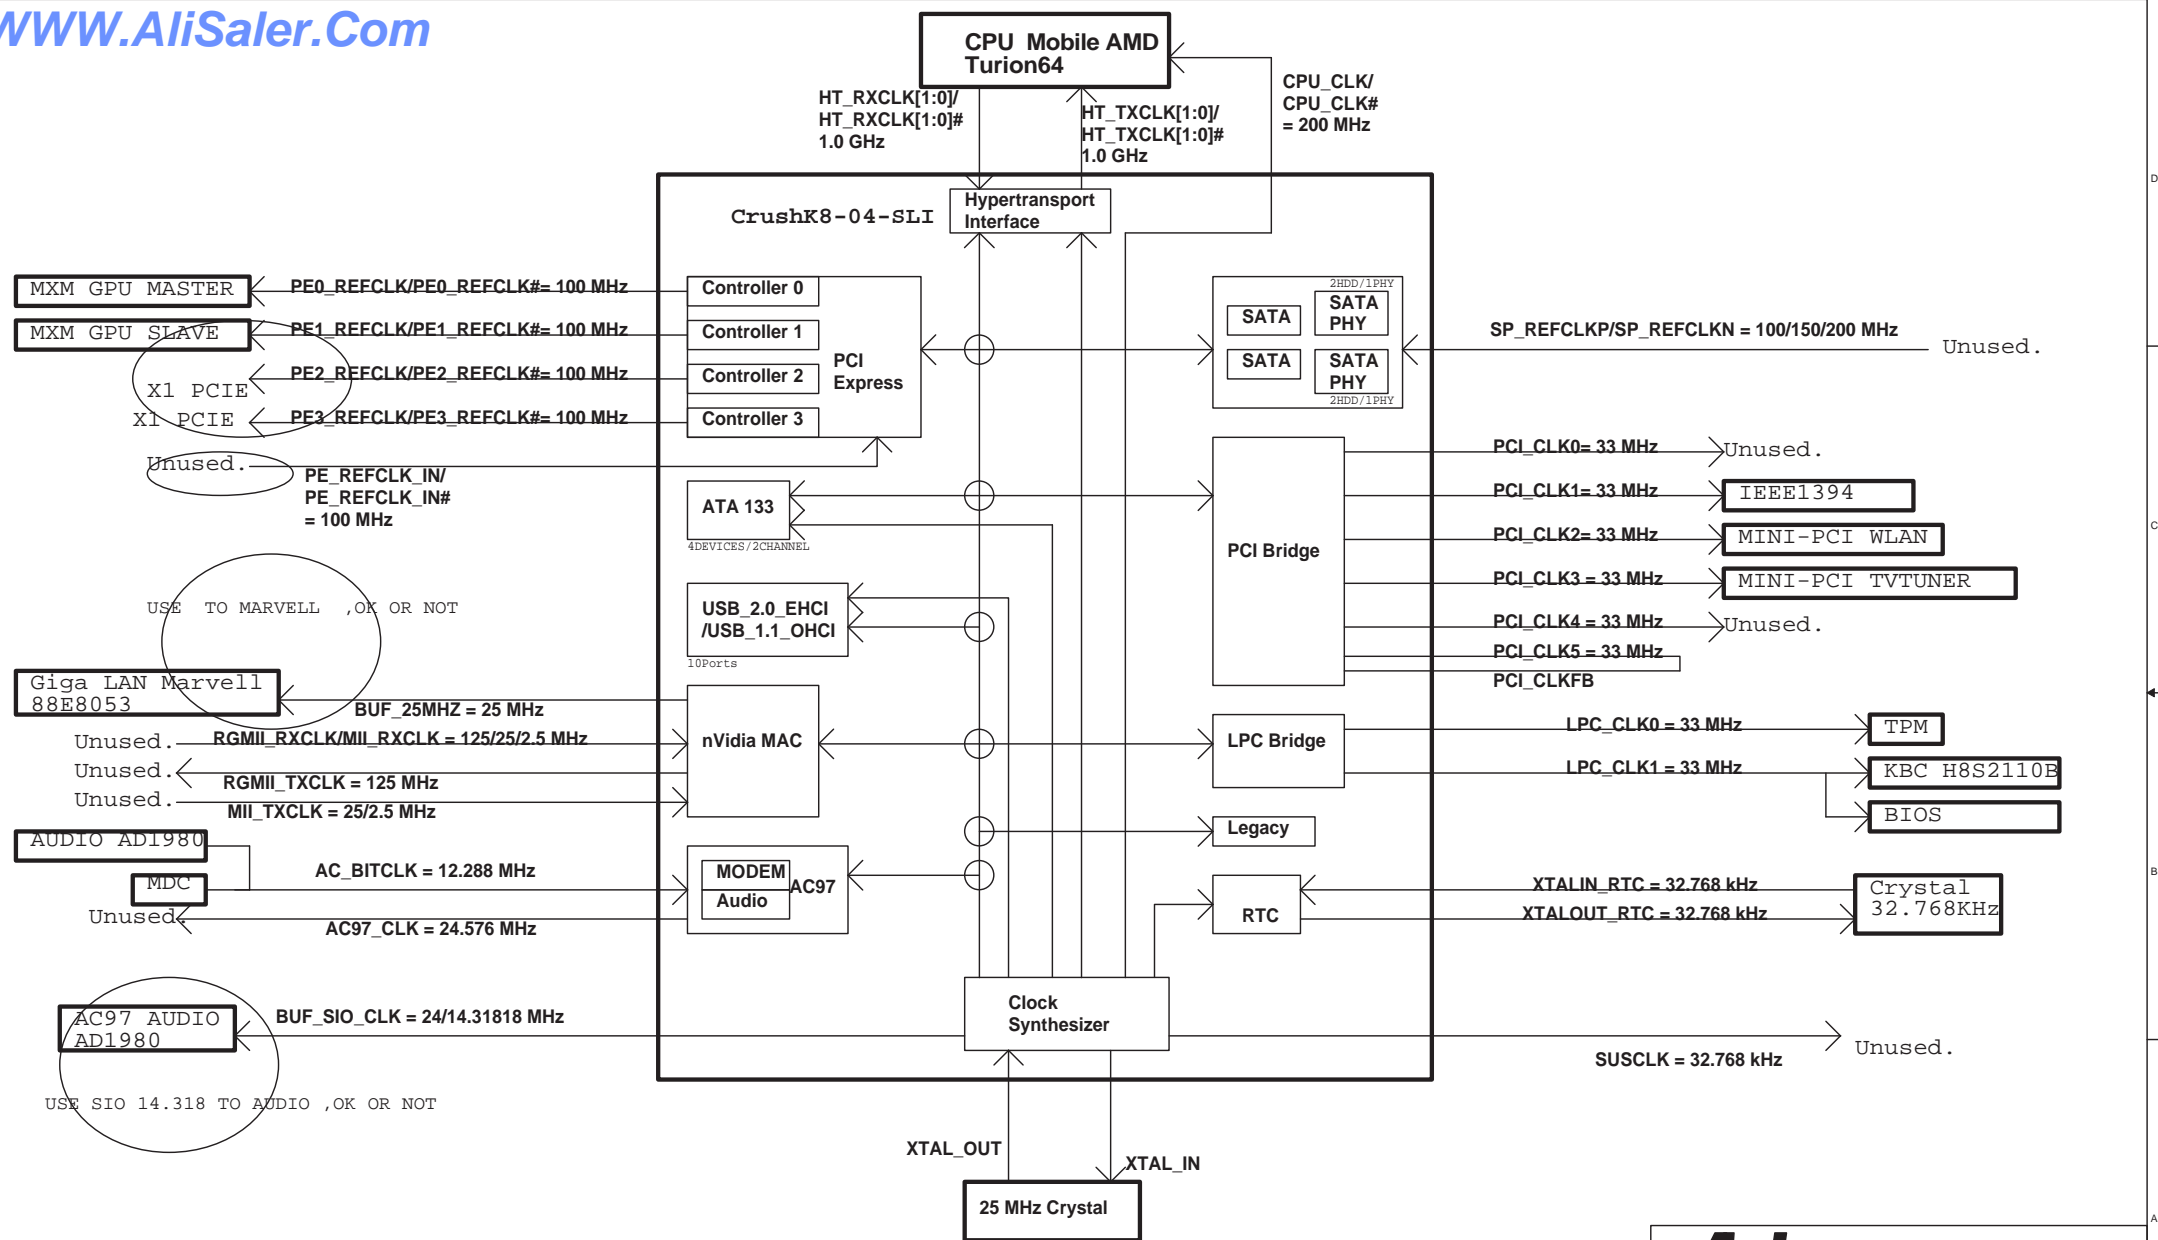 WWW.AliSaler.Com
CPU Mobile AMD
Turion64
HT_RXCLK[1:0]/
HT_RXCLK[1:0]#
1.0 GHz
HT_TXCLK[1:0]/
HT_TXCLK[1:0]#
1.0 GHz
CPU_CLK/
CPU_CLK#
= 200 MHz
D
CrushK8-04-SLI
Hypertransport
Interface
MXM GPU MASTER
PE0_REFCLK/PE0_REFCLK#= 100 MHz
Controller 0
MXM GPU SLAVE
PE1_REFCLK/PE1_REFCLK#= 100 MHz
Controller 1
X1 PCIE
PE2_REFCLK/PE2_REFCLK#= 100 MHz
Controller 2
X1 PCIE
PE3_REFCLK/PE3_REFCLK#= 100 MHz
Controller 3
PCI
Express
Unused.
PE_REFCLK_IN/
PE_REFCLK_IN#
= 100 MHz
2HDD/1PHY
SATA
SATA
PHY
SATA
SATA
PHY
2HDD/1PHY
SP_REFCLKP/SP_REFCLKN = 100/150/200 MHz
Unused.
ATA 133
4DEVICES/2CHANNEL
PCI Bridge
PCI_CLK0= 33 MHz
Unused.
PCI_CLK1= 33 MHz
IEEE1394
PCI_CLK2= 33 MHz
MINI-PCI WLAN
PCI_CLK3 = 33 MHz
MINI-PCI TVTUNER
PCI_CLK4 = 33 MHz
Unused.
PCI_CLK5 = 33 MHz
PCI_CLKFB
C
USE TO MARVELL ,OK OR NOT
USB_2.0_EHCI
/USB_1.1_OHCI
10Ports
Giga LAN Marvell
88E8053
BUF_25MHZ = 25 MHz
Unused.
RGMII_RXCLK/MII_RXCLK = 125/25/2.5 MHz
nVidia MAC
Unused.
RGMII_TXCLK = 125 MHz
Unused.
MII_TXCLK = 25/2.5 MHz
LPC Bridge
LPC_CLK0 = 33 MHz
TPM
LPC_CLK1 = 33 MHz
KBC H8S2110B
BIOS
Legacy
AUDIO AD1980
MDC
AC_BITCLK = 12.288 MHz
MODEM
Audio
AC97
Unused.
AC97_CLK = 24.576 MHz
RTC
XTALIN_RTC = 32.768 kHz
XTALOUT_RTC = 32.768 kHz
Crystal
32.768KHz
B
AC97 AUDIO
AD1980
BUF_SIO_CLK = 24/14.31818 MHz
Clock
Synthesizer
SUSCLK = 32.768 kHz
Unused.
USE SIO 14.318 TO AUDIO ,OK OR NOT
XTAL_OUT
XTAL_IN
25 MHz Crystal
A